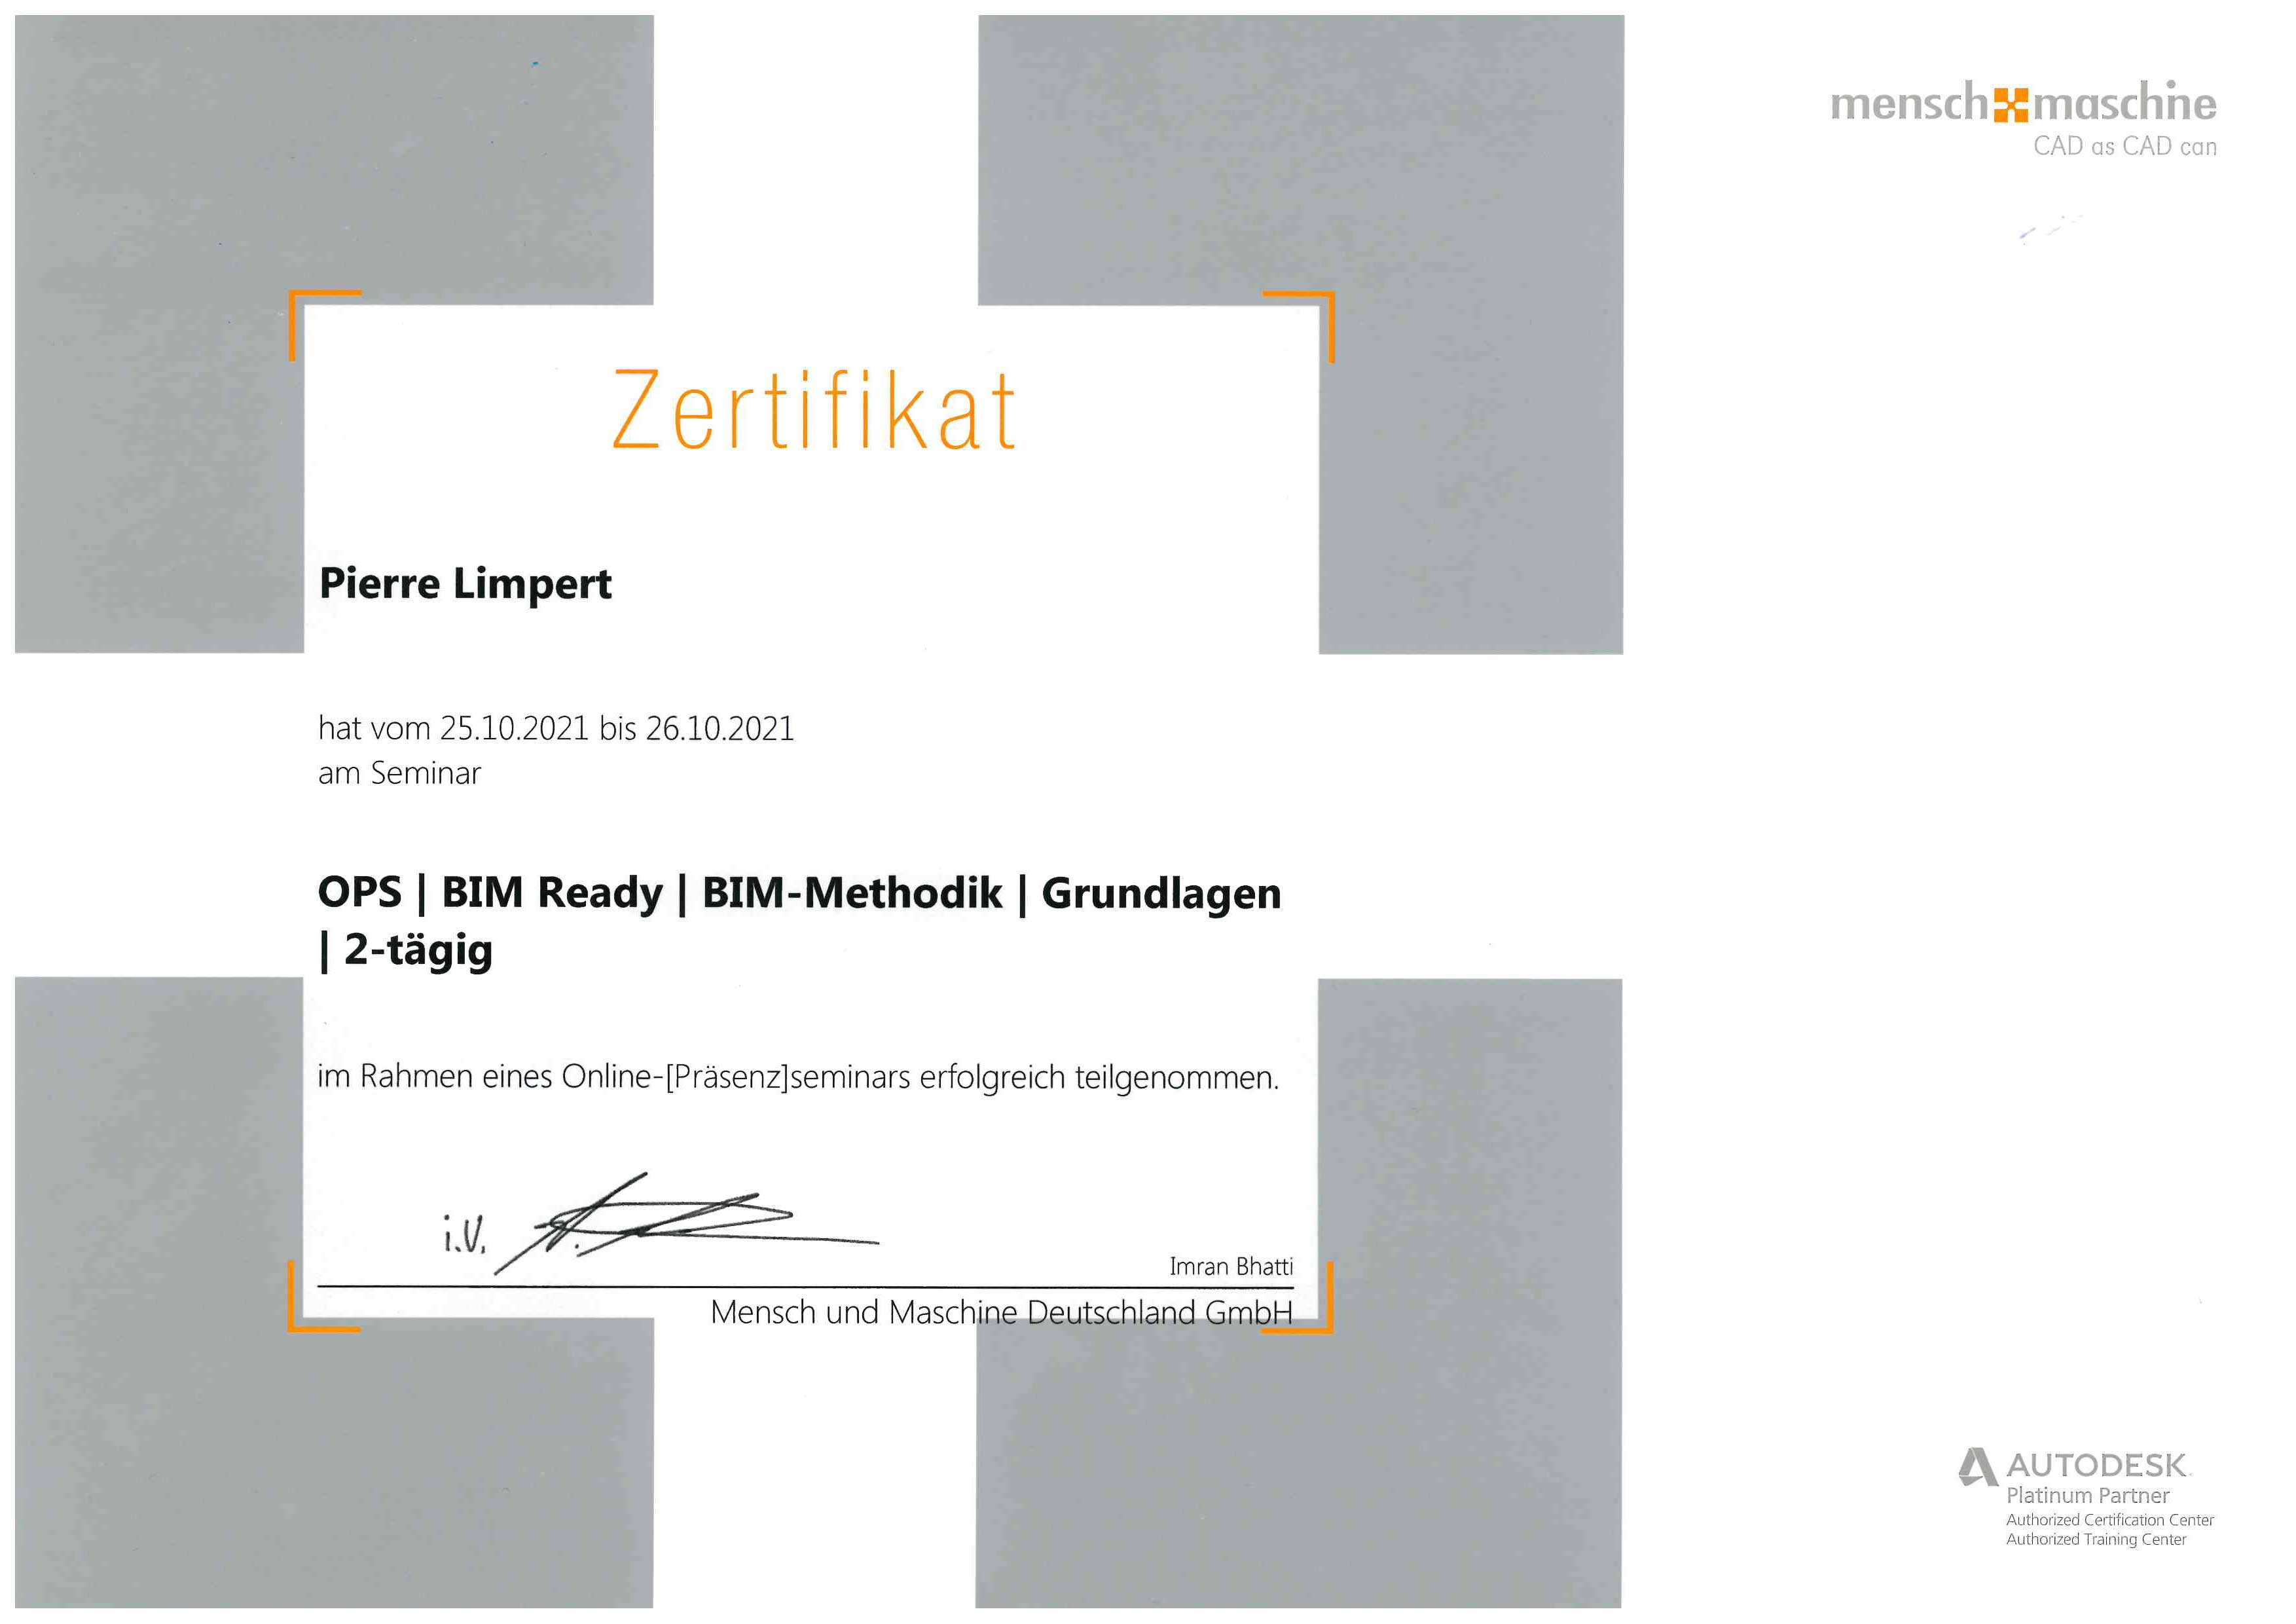 mensch maschine
CAD as CAD can
Zertifikat
Pierre Limpert
hat vom 25.10.2021 bis 26.10.2021
am Seminar
OPS | BIM Ready | BIM-Methodik | Grundlagen
| 2-tägig
im Rahmen eines Online-[Präsenz]seminars erfolgreich teilgenommen.
i.V.
Imran Bhatti
Mensch und Maschine Deutschland GmbH
AUTODESK
Platinum Partner
Authorized Certification Center
Authorized Training Center